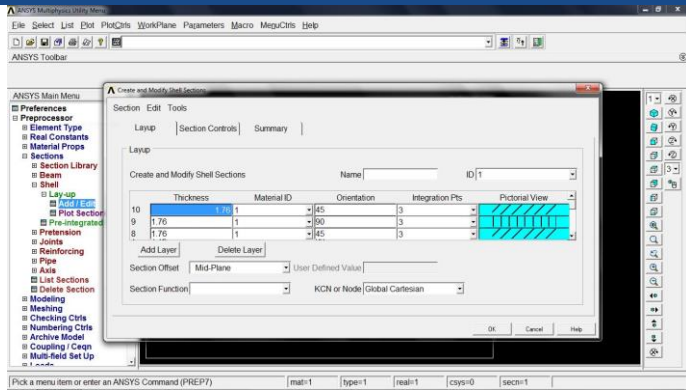 ANSYS Multiphysics Utility Menu
File Select List Plot PlotCtrls WorkPlane Parameters Macro MenuCtrls Help
ANSYS Toolbar
ANSYS Main Menu
Preferences
Preprocessor
Element Type
Real Constants
Material Props
Sections
Section Library
Beam
Shell
Lay-up
Add / Edit
Plot Section
Pre-integrated
Pretension
Joints
Reinforcing
Pipe
Axis
List Sections
Delete Section
Modeling
Meshing
Checking Ctrls
Numbering Ctrls
Archive Model
Coupling / Ceqn
Multi-field Set Up
Loads
Create and Modify Shell Sections
Section Edit Tools
Layup Section Controls Summary
Layup
Create and Modify Shell Sections Name ID 1
Thickness Material ID Orientation Integration Pts Pictorial View
10 1.76 1 45 3
9 1.76 1 90 3
8 1.76 1 45 3
Add Layer Delete Layer
Section Offset Mid-Plane User Defined Value
Section Function KCN or Node Global Cartesian
OK Cancel Help
1
3
Pick a menu item or enter an ANSYS Command (PREP7) mat=1 type=1 real=1 csys=0 secn=1